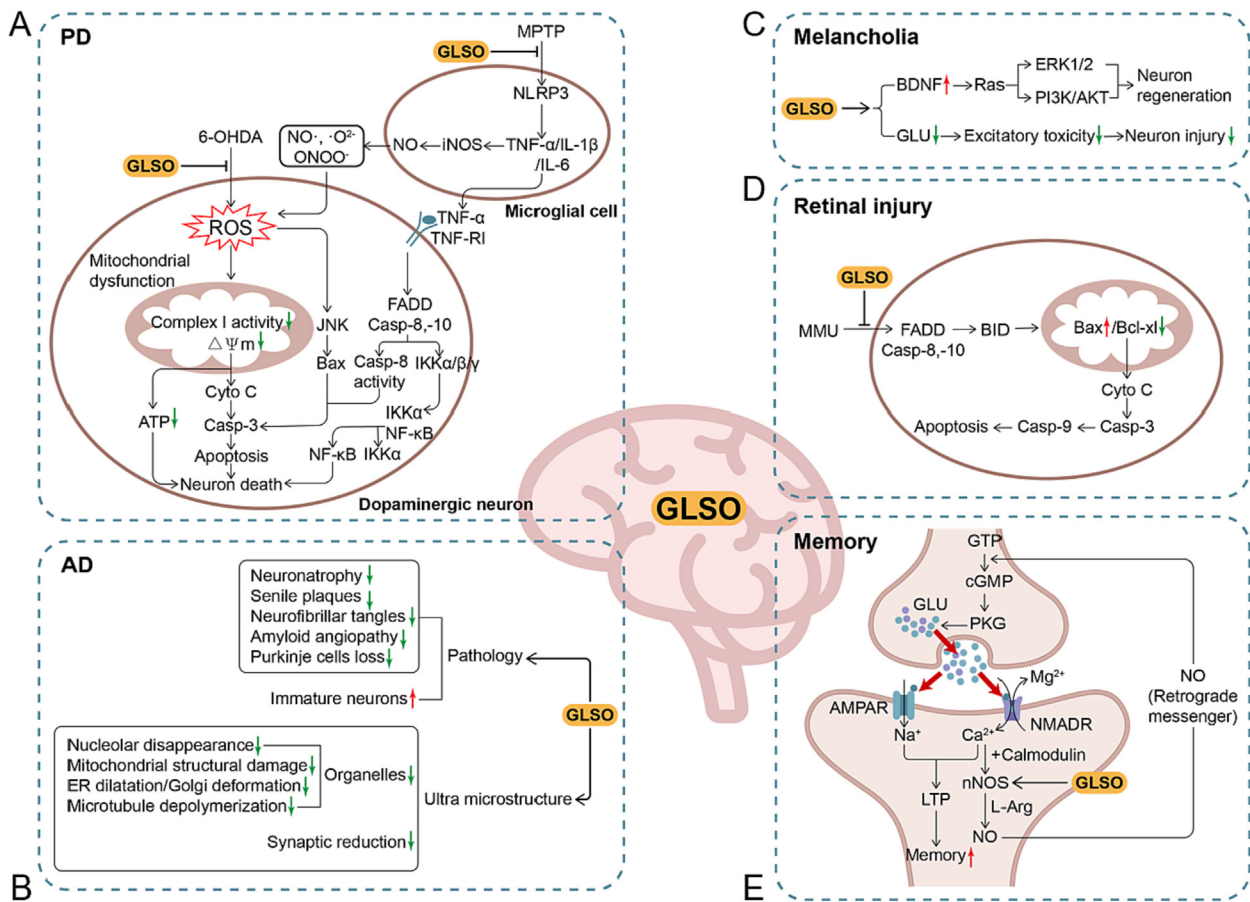 A
PD
MPTP
GLSO
NLRP3
TNF-α/IL-1β
/IL-6
iNOS
NO
NO·, ·O²⁻
ONOO⁻
Microglial cell
6-OHDA
GLSO
ROS
TNF-α
TNF-RI
Mitochondrial
dysfunction
Complex I activity
△Ψm
JNK
Bax
FADD
Casp-8,-10
Casp-8
activity
IKKα/β/γ
Cyto C
ATP
Casp-3
IKKα
NF-κB
NF-κB
IKKα
Apoptosis
Neuron death
Dopaminergic neuron
B
AD
Neuronatrophy
Senile plaques
Neurofibrillar tangles
Amyloid angiopathy
Purkinje cells loss
Immature neurons
Pathology
GLSO
Nucleolar disappearance
Mitochondrial structural damage
ER dilatation/Golgi deformation
Microtubule depolymerization
Organelles
Ultra microstructure
Synaptic reduction
GLSO
C
Melancholia
GLSO
BDNF
Ras
ERK1/2
PI3K/AKT
Neuron
regeneration
GLU
Excitatory toxicity
Neuron injury
D
Retinal injury
GLSO
MMU
FADD
Casp-8,-10
BID
Bax/Bcl-xl
Cyto C
Apoptosis
Casp-9
Casp-3
E
Memory
GTP
cGMP
GLU
PKG
Mg²⁺
AMPAR
NMADR
Na⁺
Ca²⁺
+Calmodulin
nNOS
GLSO
LTP
L-Arg
NO
Memory
NO
(Retrograde
messenger)